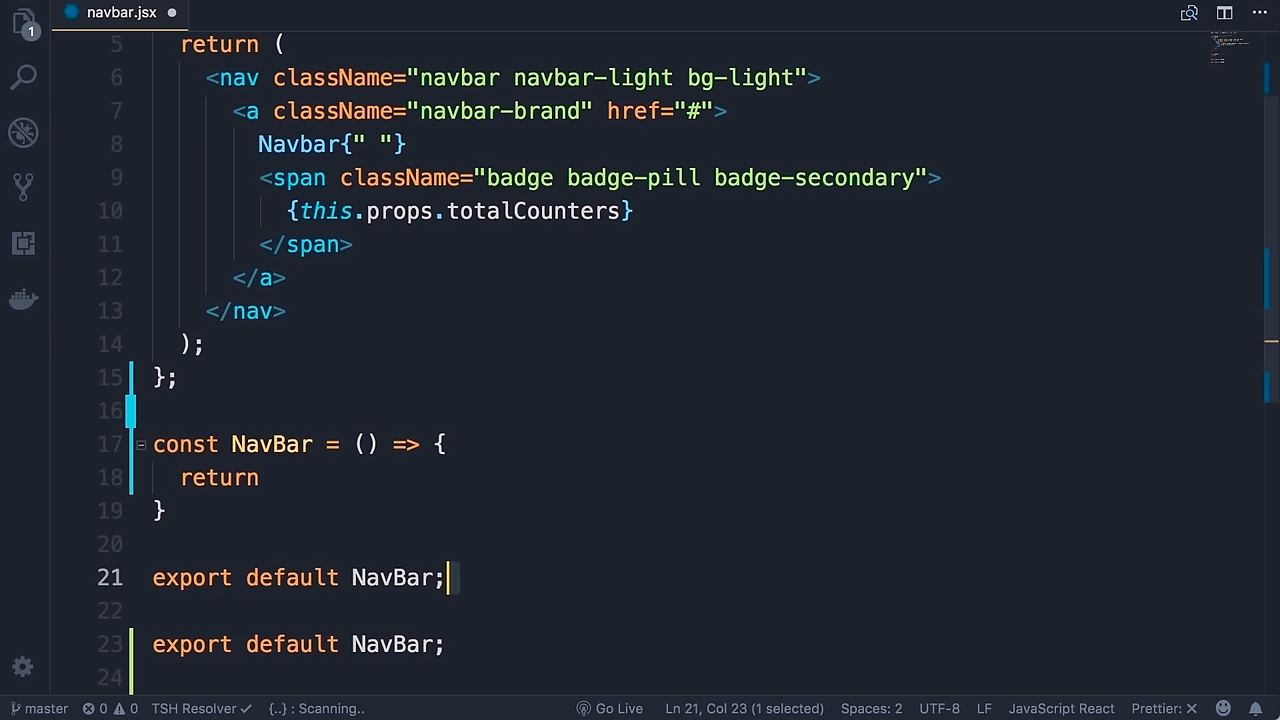 navbar.jsx
1
5 return (
6 <nav className="navbar navbar-light bg-light">
7 <a className="navbar-brand" href="#">
8 Navbar{" "}
9 <span className="badge badge-pill badge-secondary">
10 {this.props.totalCounters}
11 </span>
12 </a>
13 </nav>
14 );
15 };
16
17 const NavBar = () => {
18 return
19 }
20
21 export default NavBar;
22
23 export default NavBar;
24
master 0 0 TSH Resolver {..} : Scanning.. Go Live Ln 21, Col 23 (1 selected) Spaces: 2 UTF-8 LF JavaScript React Prettier: ✕